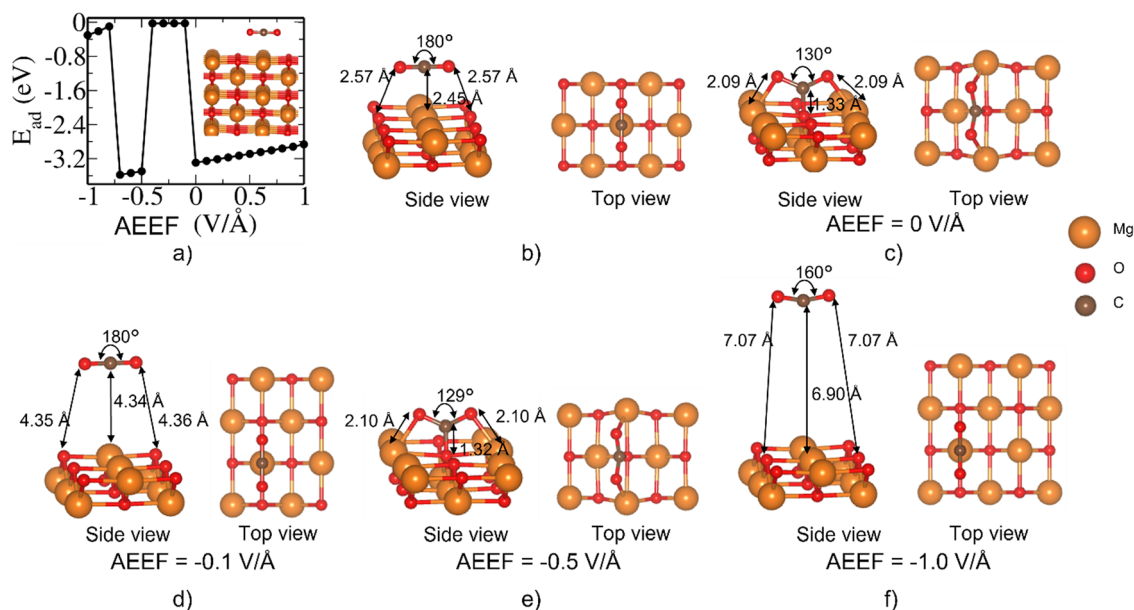 0
-0.8
-1.6
-2.4
-3.2
E_ad (eV)
-1 -0.5 0 0.5 1
AEEF (V/Å)
a)
180°
2.57 Å
2.57 Å
2.45 Å
Side view
Top view
b)
130°
2.09 Å
2.09 Å
1.33 Å
Side view
Top view
AEEF = 0 V/Å
c)
Mg
O
C
180°
4.35 Å
4.34 Å
4.36 Å
Side view
Top view
AEEF = -0.1 V/Å
d)
129°
2.10 Å
2.10 Å
1.32 Å
Side view
Top view
AEEF = -0.5 V/Å
e)
160°
7.07 Å
7.07 Å
6.90 Å
Side view
Top view
AEEF = -1.0 V/Å
f)